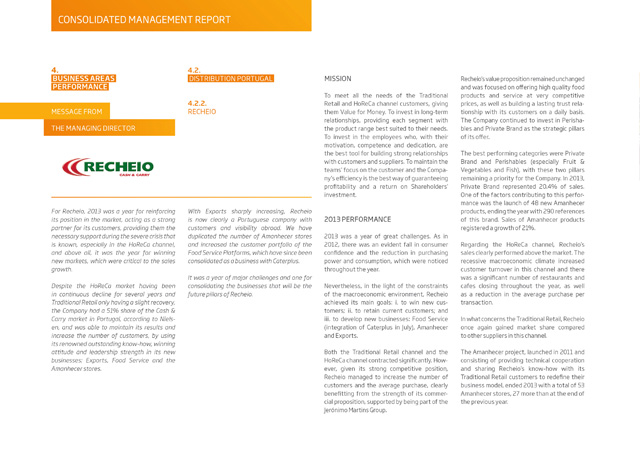 CONSOLIDATED MANAGEMENT REPORT
4.
BUSINESS AREAS
PERFORMANCE
4.2.
DISTRIBUTION PORTUGAL
4.2.2.
RECHEIO
MESSAGE FROM
THE MANAGING DIRECTOR
RECHEIO
CASH & CARRY
For Recheio, 2013 was a year for reinforcing
its position in the market, acting as a strong
partner for its customers, providing them the
necessary support during the severe crisis that
is known, especially in the HoReCa channel,
and above all, it was the year for winning
new markets, which were critical to the sales
growth.
Despite the HoReCa market having been
in continuous decline for several years and
Traditional Retail only having a slight recovery,
the Company had a 51% share of the Cash &
Carry market in Portugal, according to Niels-
en, and was able to maintain its results and
increase the number of customers, by using
its renowned outstanding know-how, winning
attitude and leadership strength in its new
businesses: Exports, Food Service and the
Amanhecer stores.
With Exports sharply increasing, Recheio
is now clearly a Portuguese company with
customers and visibility abroad. We have
duplicated the number of Amanhecer stores
and increased the customer portfolio of the
Food Service Platforms, which have since been
consolidated as a business with Caterplus.
It was a year of major challenges and one for
consolidating the businesses that will be the
future pillars of Recheio.
MISSION
To meet all the needs of the Traditional
Retail and HoReCa channel customers, giving
them Value for Money. To invest in long-term
relationships, providing each segment with
the product range best suited to their needs.
To invest in the employees who, with their
motivation, competence and dedication, are
the best tool for building strong relationships
with customers and suppliers. To maintain the
teams' focus on the customer and the Compa-
ny's efficiency is the best way of guaranteeing
profitability and a return on Shareholders'
investment.
2013 PERFORMANCE
2013 was a year of great challenges. As in
2012, there was an evident fall in consumer
confidence and the reduction in purchasing
power and consumption, which were noticed
throughout the year.
Nevertheless, in the light of the constraints
of the macroeconomic environment, Recheio
achieved its main goals: i. to win new cus-
tomers; ii. to retain current customers; and
iii. to develop new businesses: Food Service
(integration of Caterplus in July), Amanhecer
and Exports.
Both the Traditional Retail channel and the
HoReCa channel contracted significantly. How-
ever, given its strong competitive position,
Recheio managed to increase the number of
customers and the average purchase, clearly
benefitting from the strength of its commer-
cial proposition, supported by being part of the
Jerónimo Martins Group.
Recheio's value proposition remained unchanged
and was focused on offering high quality food
products and service at very competitive
prices, as well as building a lasting trust rela-
tionship with its customers on a daily basis.
The Company continued to invest in Perisha-
bles and Private Brand as the strategic pillars
of its offer.
The best performing categories were Private
Brand and Perishables (especially Fruit &
Vegetables and Fish), with these two pillars
remaining a priority for the Company. In 2013,
Private Brand represented 20.4% of sales.
One of the factors contributing to this perfor-
mance was the launch of 48 new Amanhecer
products, ending the year with 290 references
of this brand. Sales of Amanhecer products
registered a growth of 21%.
Regarding the HoReCa channel, Recheio's
sales clearly performed above the market. The
recessive macroeconomic climate increased
customer turnover in this channel and there
was a significant number of restaurants and
cafes closing throughout the year, as well
as a reduction in the average purchase per
transaction.
In what concerns the Traditional Retail, Recheio
once again gained market share compared
to other suppliers in this channel.
The Amanhecer project, launched in 2011 and
consisting of providing technical cooperation
and sharing Recheio's know-how with its
Traditional Retail customers to redefine their
business model, ended 2013 with a total of 53
Amanhecer stores, 27 more than at the end of
the previous year.